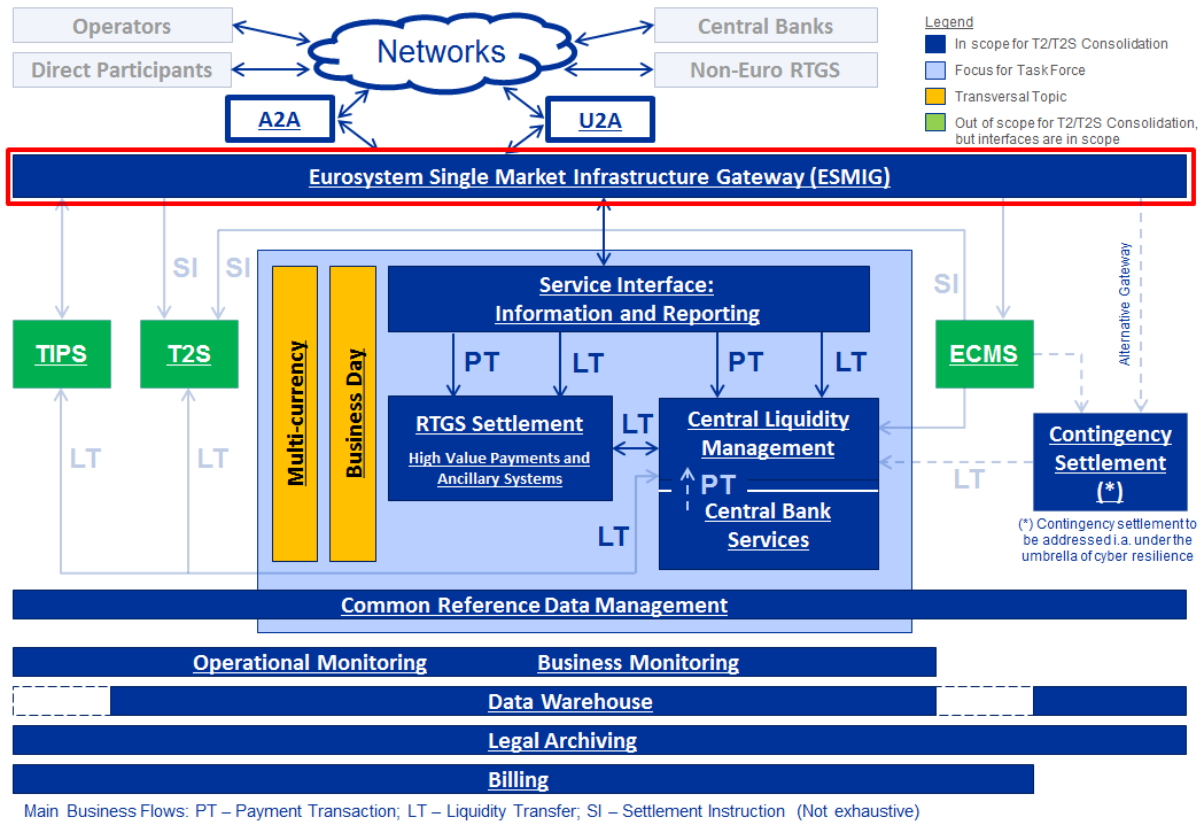 Operators
Networks
Central Banks
Direct Participants
Non-Euro RTGS
A2A
U2A
Legend
In scope for T2/T2S Consolidation
Focus for Task Force
Transversal Topic
Out of scope for T2/T2S Consolidation,
but interfaces are in scope
Eurosystem Single Market Infrastructure Gateway (ESMIG)
SI
SI
SI
Alternative Gateway
Multi-currency
Business Day
Service Interface:
Information and Reporting
TIPS
T2S
ECMS
PT
LT
PT
LT
RTGS Settlement
High Value Payments and
Ancillary Systems
LT
Central Liquidity
Management
PT
Central Bank
Services
LT
LT
LT
LT
Contingency
Settlement
(*)
(*) Contingency settlement to
be addressed i.a. under the
umbrella of cyber resilience
Common Reference Data Management
Operational Monitoring
Business Monitoring
Data Warehouse
Legal Archiving
Billing
Main Business Flows: PT – Payment Transaction; LT – Liquidity Transfer; SI – Settlement Instruction (Not exhaustive)